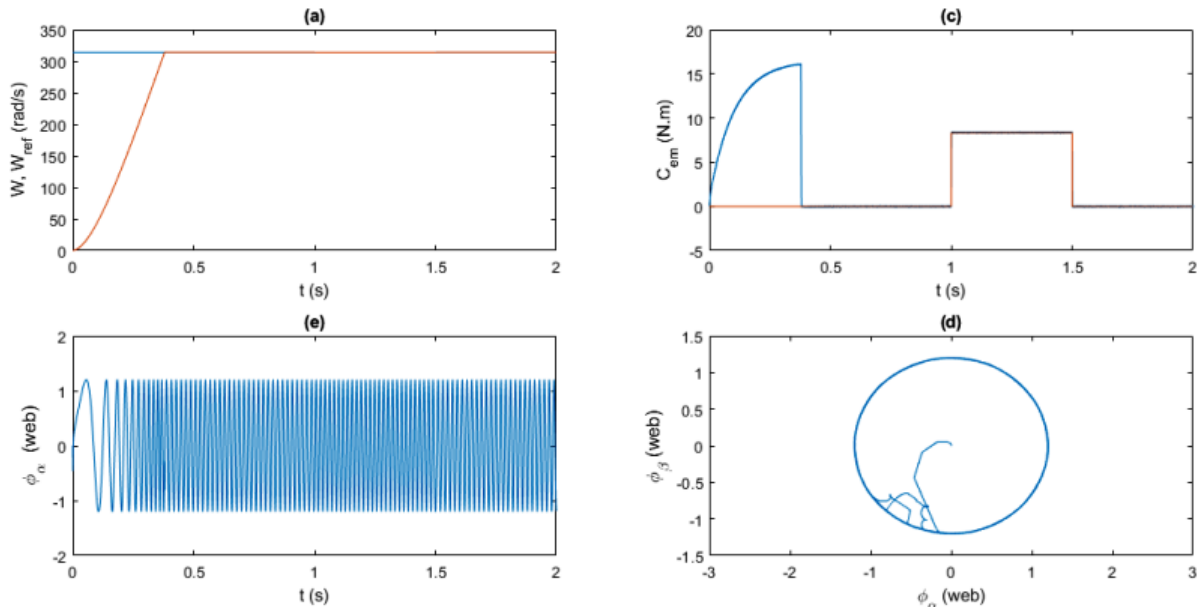 (a)
350
300
250
200
150
100
50
0
W, W_ref (rad/s)
0 0.5 1 1.5 2
t (s)
(c)
20
15
10
5
0
-5
C_em (N.m)
0 0.5 1 1.5 2
t (s)
(e)
2
1
0
-1
-2
ϕ_α (web)
0 0.5 1 1.5 2
t (s)
(d)
1.5
1
0.5
0
-0.5
-1
-1.5
ϕ_β (web)
-3 -2 -1 0 1 2 3
ϕ_α (web)